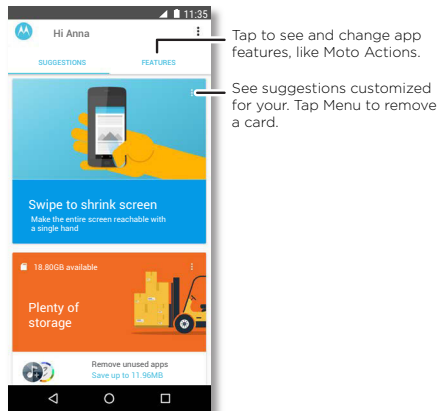 11:35
Hi Anna
SUGGESTIONS FEATURES
Tap to see and change app
features, like Moto Actions.
See suggestions customized
for your. Tap Menu to remove
a card.
Swipe to shrink screen
Make the entire screen reachable with
a single hand
18.80GB available
Plenty of
storage
Remove unused apps
Save up to 11.96MB